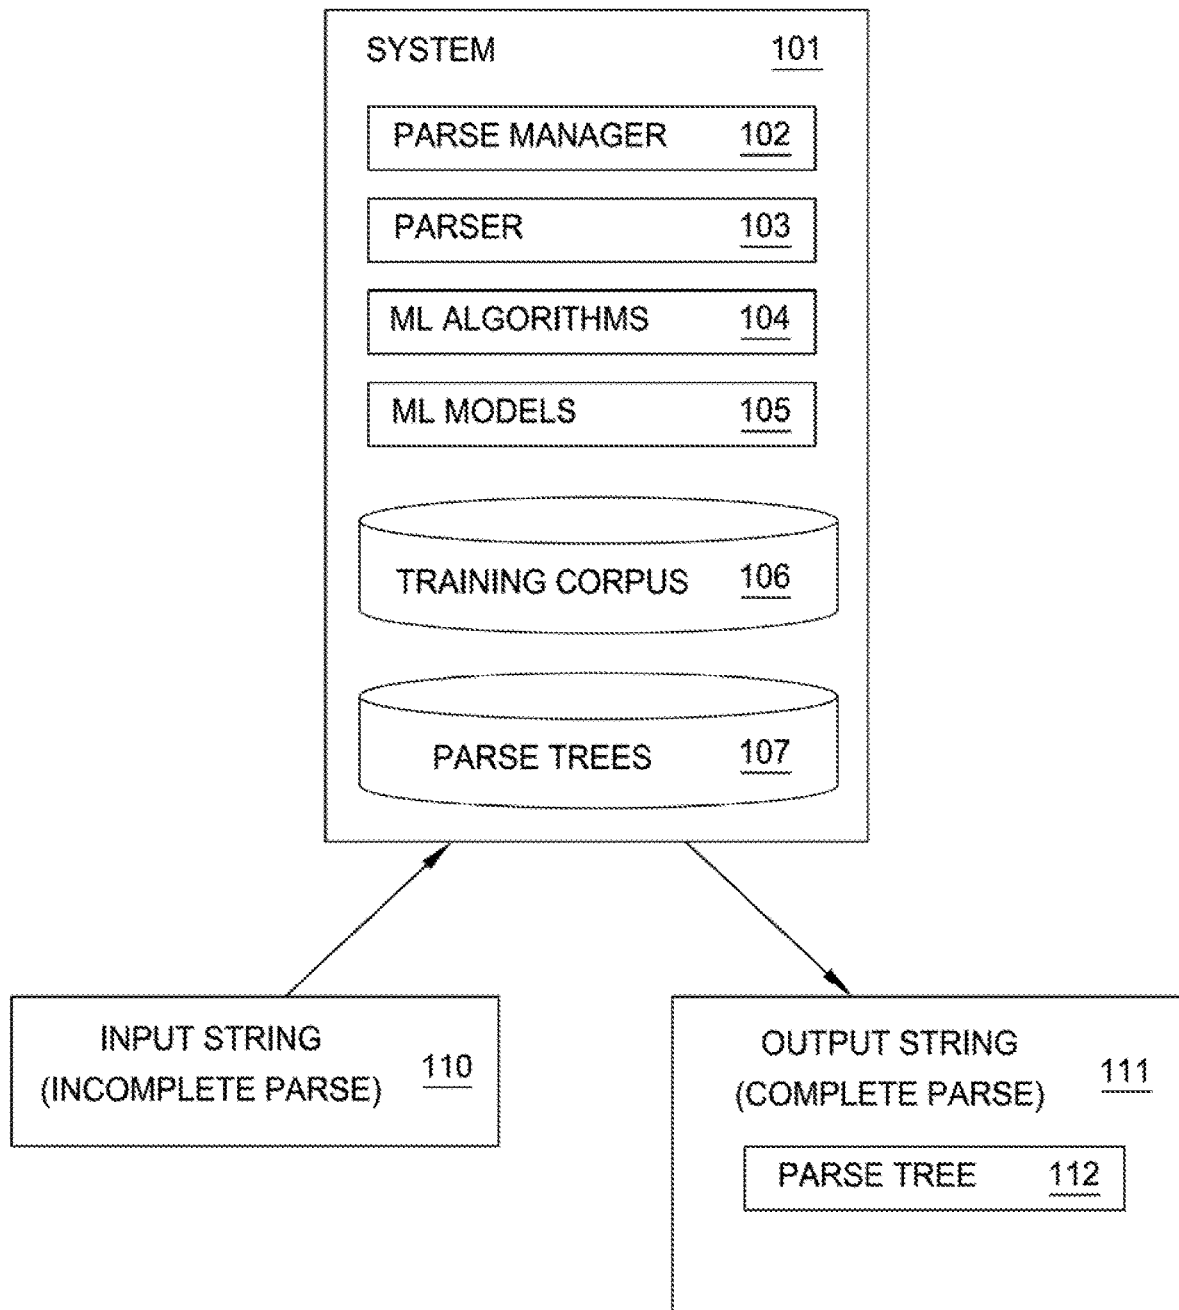 SYSTEM 101
PARSE MANAGER 102
PARSER 103
ML ALGORITHMS 104
ML MODELS 105
TRAINING CORPUS 106
PARSE TREES 107
INPUT STRING
(INCOMPLETE PARSE) 110
OUTPUT STRING
(COMPLETE PARSE) 111
PARSE TREE 112